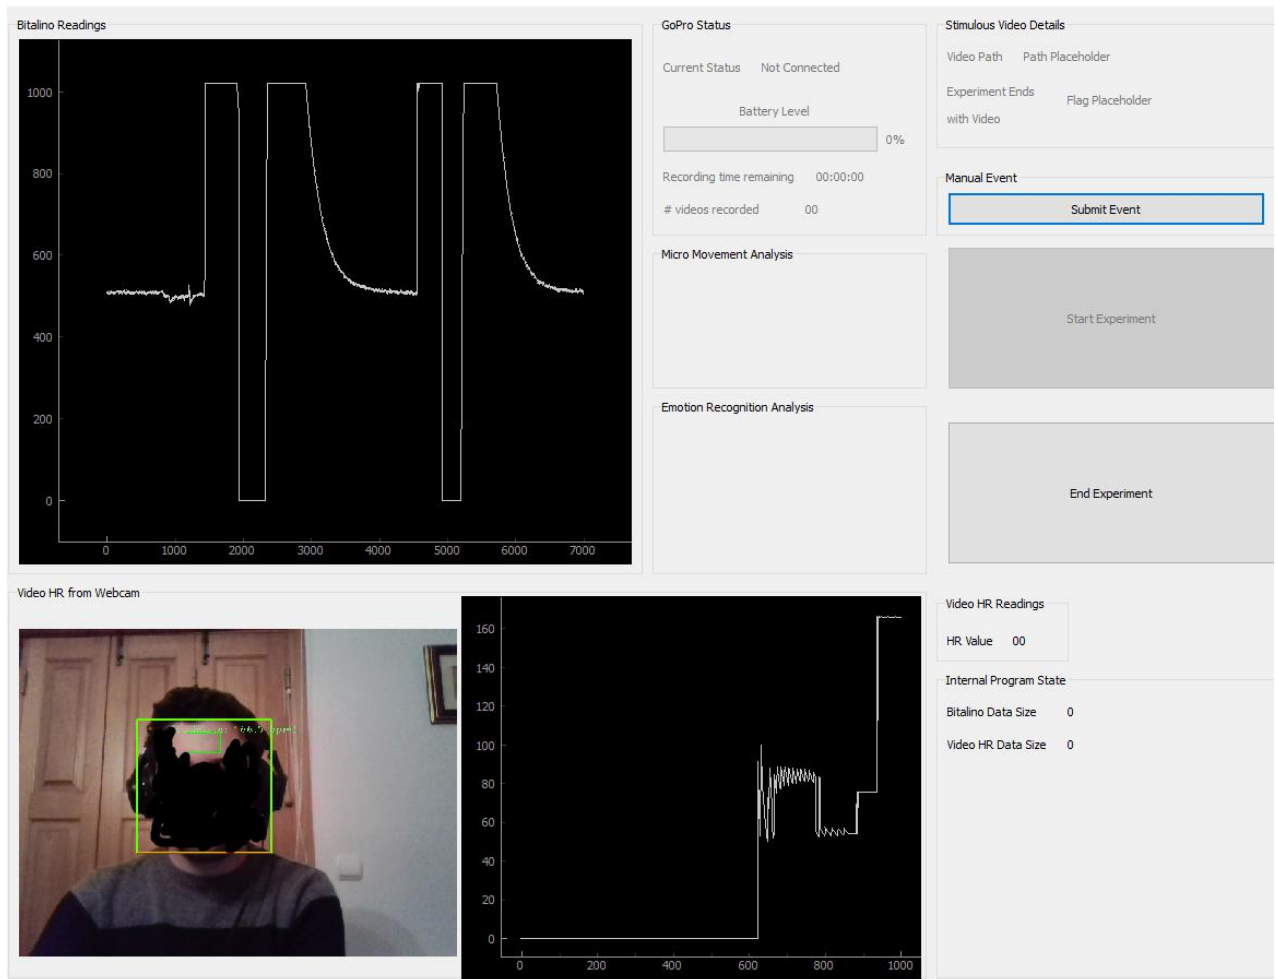 Bitalino Readings
1000
800
600
400
200
0
0 1000 2000 3000 4000 5000 6000 7000
GoPro Status
Current Status Not Connected
Battery Level
0%
Recording time remaining 00:00:00
# videos recorded 00
Stimulous Video Details
Video Path Path Placeholder
Experiment Ends
with Video
Flag Placeholder
Manual Event
Submit Event
Micro Movement Analysis
Start Experiment
Emotion Recognition Analysis
End Experiment
Video HR from Webcam
160
140
120
100
80
60
40
20
0
0 200 400 600 800 1000
Video HR Readings
HR Value 00
Internal Program State
Bitalino Data Size 0
Video HR Data Size 0